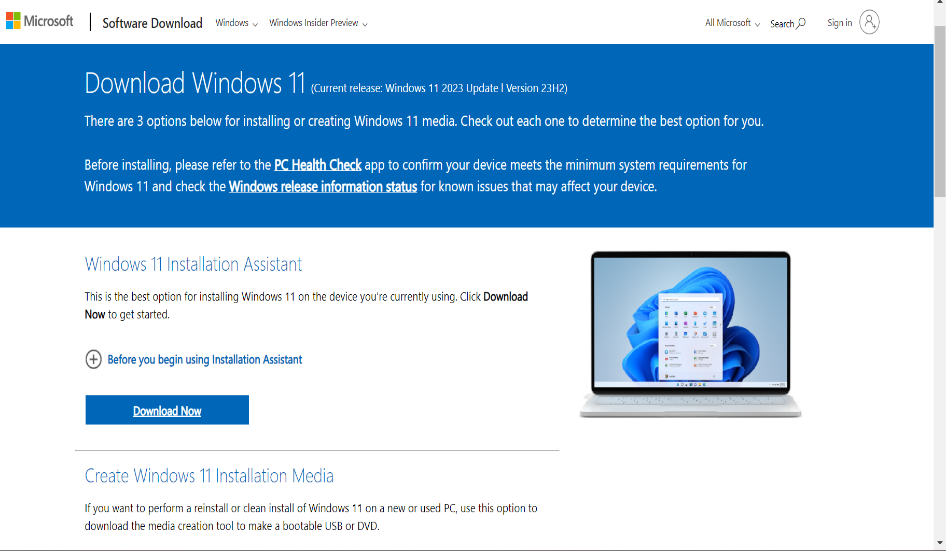 Microsoft
Software Download
Windows
Windows Insider Preview
All Microsoft
Search
Sign in
Download Windows 11 (Current release: Windows 11 2023 Update l Version 23H2)
There are 3 options below for installing or creating Windows 11 media. Check out each one to determine the best option for you.
Before installing, please refer to the PC Health Check app to confirm your device meets the minimum system requirements for
Windows 11 and check the Windows release information status for known issues that may affect your device.
Windows 11 Installation Assistant
This is the best option for installing Windows 11 on the device you're currently using. Click Download
Now to get started.
Before you begin using Installation Assistant
Download Now
Create Windows 11 Installation Media
If you want to perform a reinstall or clean install of Windows 11 on a new or used PC, use this option to
download the media creation tool to make a bootable USB or DVD.